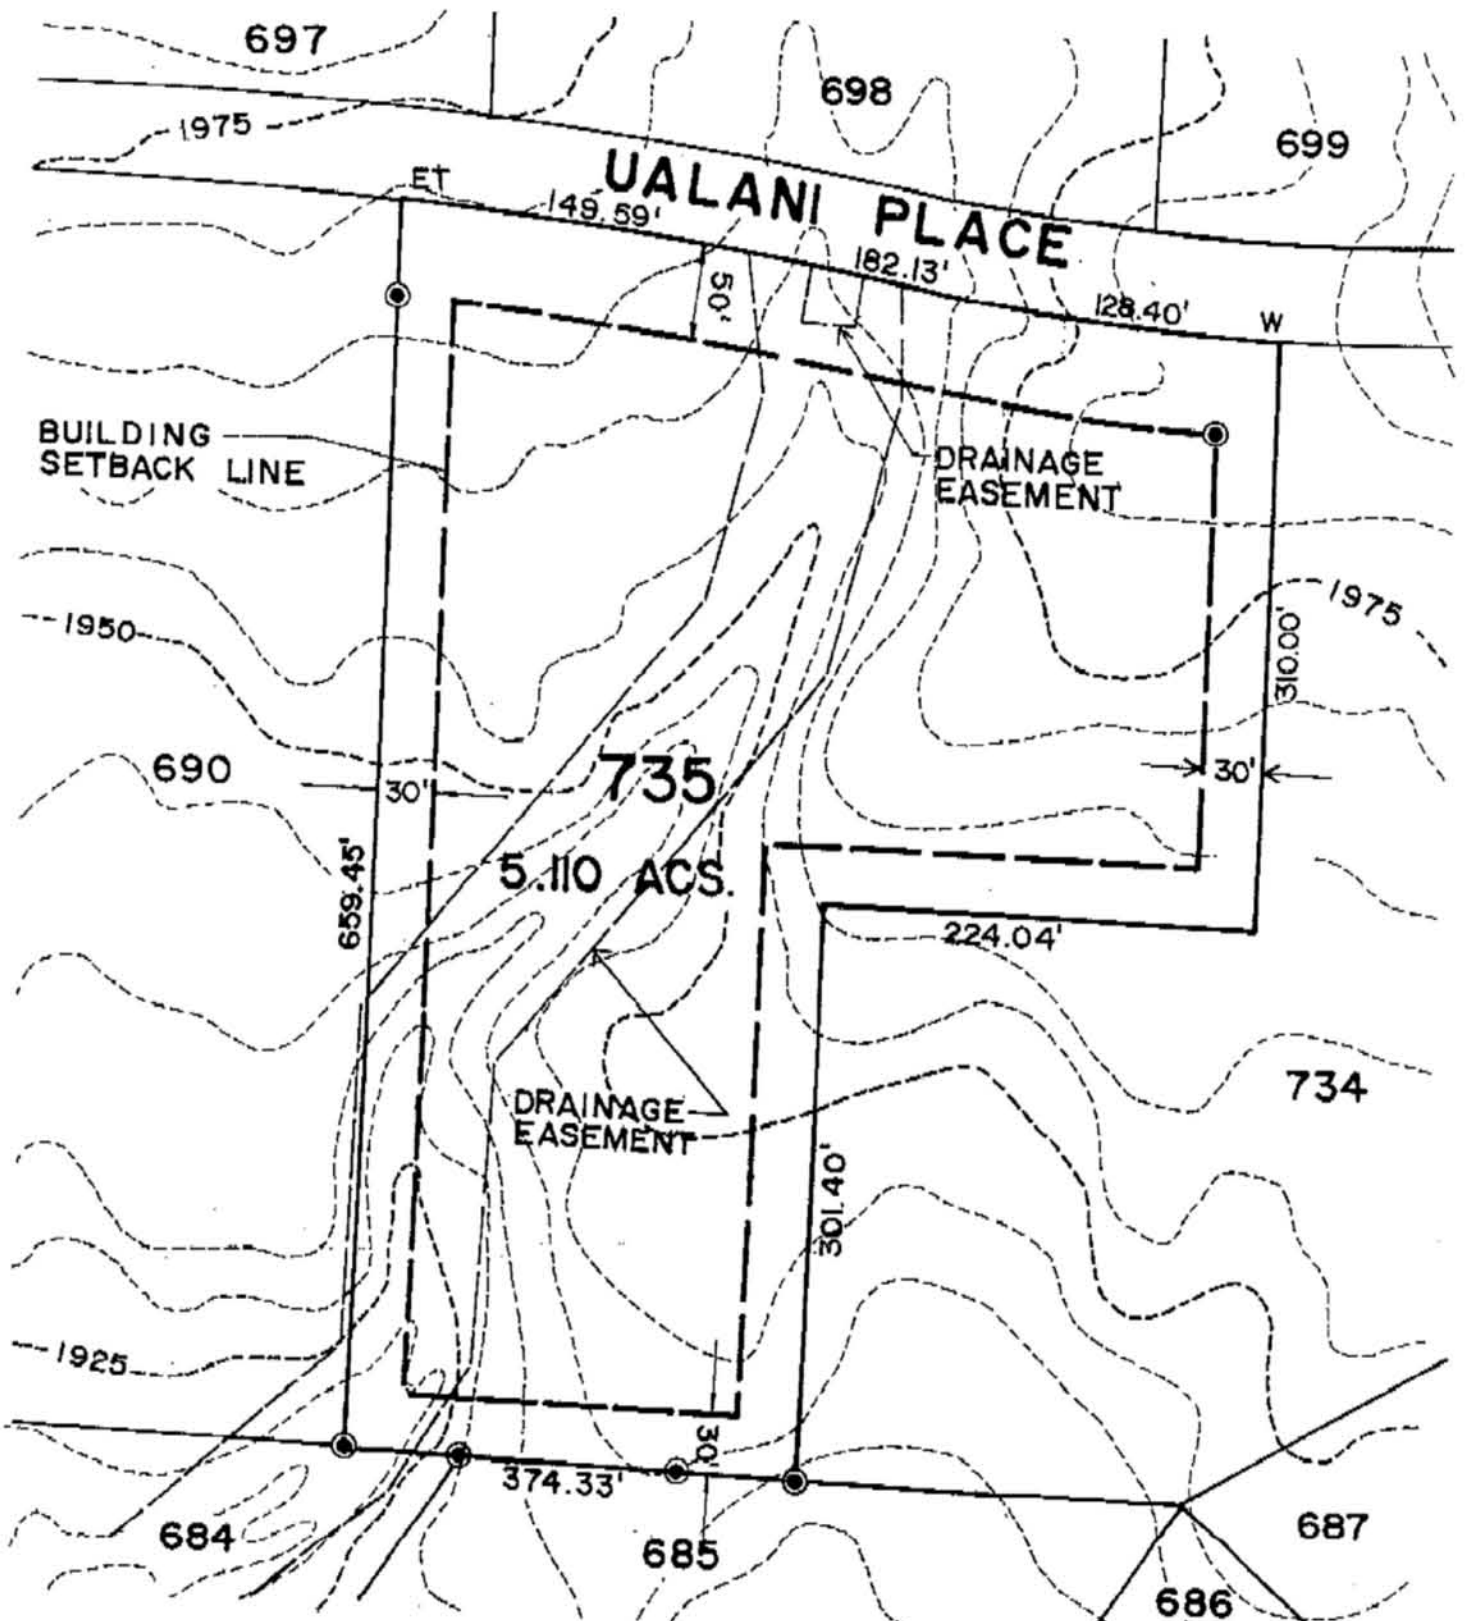 697
698
699
1975
ET
UALANI PLACE
149.59'
182.13'
128.40'
W
50'
BUILDING
SETBACK LINE
DRAINAGE
EASEMENT
1950
1975
310.00'
690
735
30'
30'
5.110 ACS.
659.45'
224.04'
734
DRAINAGE
EASEMENT
301.40'
1925
30'
374.33'
684
685
687
686